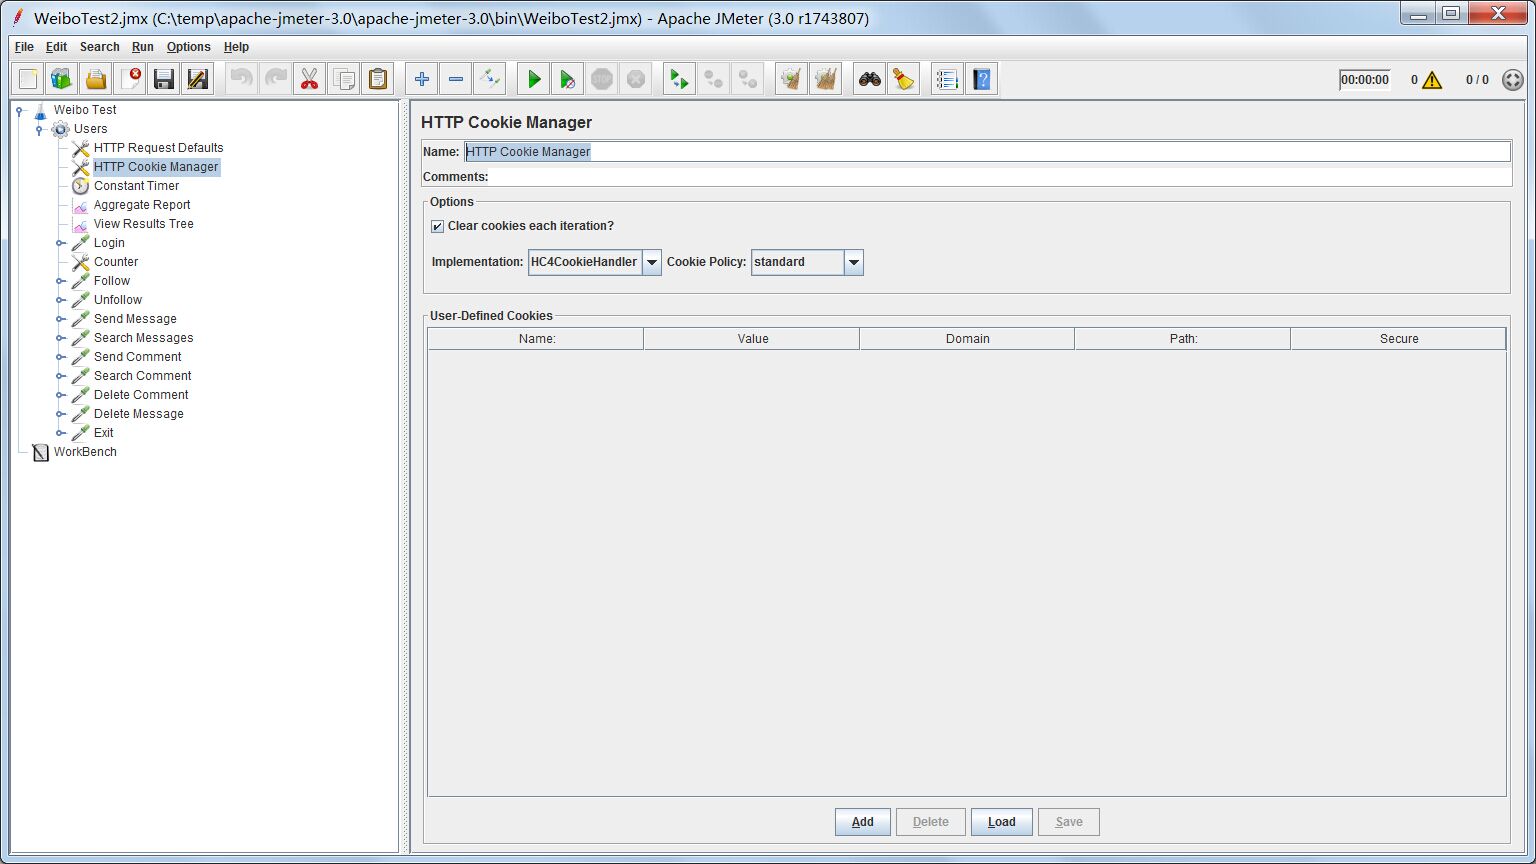 WeiboTest2.jmx (C:\temp\apache-jmeter-3.0\apache-jmeter-3.0\bin\WeiboTest2.jmx) - Apache JMeter (3.0 r1743807)
File Edit Search Run Options Help
STOP 00:00:00 0 0 / 0
Weibo Test
Users
HTTP Request Defaults
HTTP Cookie Manager
Constant Timer
Aggregate Report
View Results Tree
Login
Counter
Follow
Unfollow
Send Message
Search Messages
Send Comment
Search Comment
Delete Comment
Delete Message
Exit
WorkBench
HTTP Cookie Manager
Name: HTTP Cookie Manager
Comments:
Options
Clear cookies each iteration?
Implementation: HC4CookieHandler Cookie Policy: standard
User-Defined Cookies
Name: Value Domain Path: Secure
Add Delete Load Save